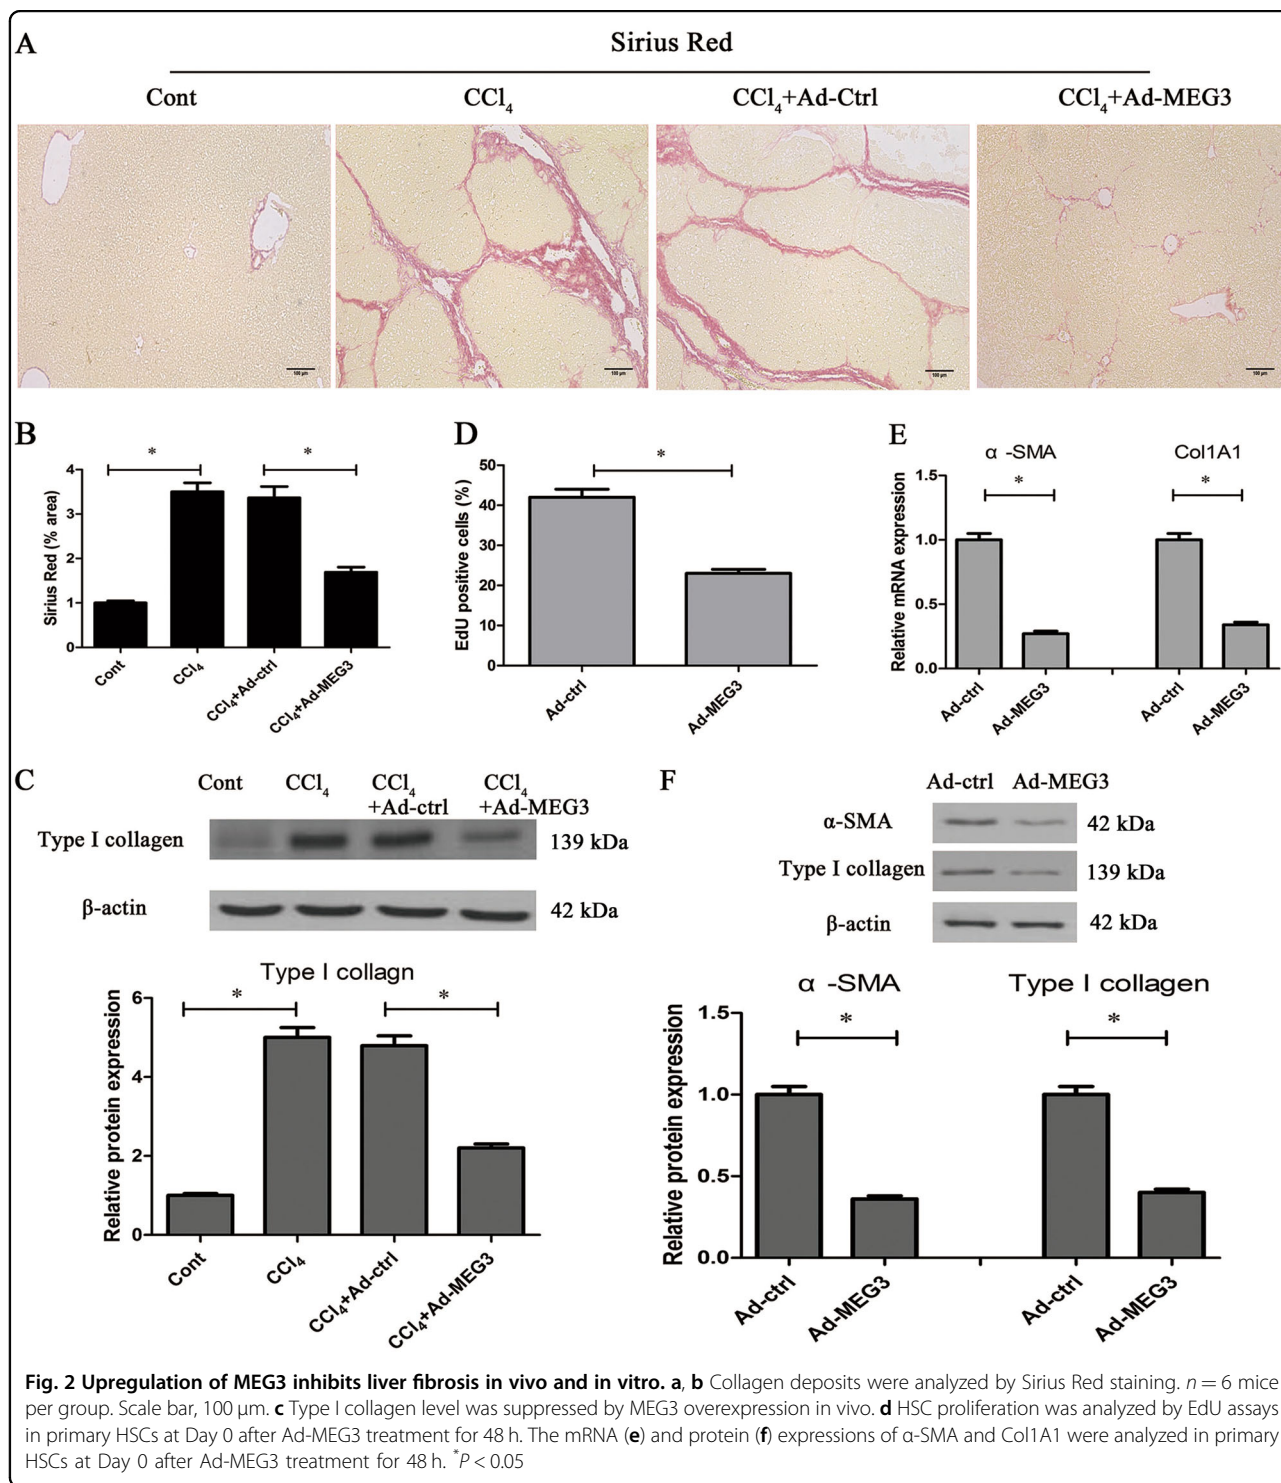 A
Sirius Red
Cont
CCl4
CCl4+Ad-Ctrl
CCl4+Ad-MEG3
100 μm
100 μm
100 μm
100 μm
B
Sirius Red (% area)
4
3
2
1
0
*
*
Cont
CCl4
CCl4+Ad-ctrl
CCl4+Ad-MEG3
D
EdU positive cells (%)
50
40
30
20
10
0
*
Ad-ctrl
Ad-MEG3
E
α -SMA
Col1A1
Relative mRNA expression
1.5
1.0
0.5
0.0
*
*
Ad-ctrl
Ad-MEG3
Ad-ctrl
Ad-MEG3
C
Cont
CCl4
CCl4
+Ad-ctrl
CCl4
+Ad-MEG3
Type I collagen
139 kDa
β-actin
42 kDa
Type I collagn
Relative protein expression
6
4
2
0
*
*
Cont
CCl4
CCl4+Ad-ctrl
CCl4+Ad-MEG3
F
Ad-ctrl
Ad-MEG3
α-SMA
42 kDa
Type I collagen
139 kDa
β-actin
42 kDa
α -SMA
Type I collagen
Relative protein expression
1.5
1.0
0.5
0.0
*
*
Ad-ctrl
Ad-MEG3
Ad-ctrl
Ad-MEG3
Fig. 2 Upregulation of MEG3 inhibits liver fibrosis in vivo and in vitro. a, b Collagen deposits were analyzed by Sirius Red staining. n = 6 mice
per group. Scale bar, 100 μm. c Type I collagen level was suppressed by MEG3 overexpression in vivo. d HSC proliferation was analyzed by EdU assays
in primary HSCs at Day 0 after Ad-MEG3 treatment for 48 h. The mRNA (e) and protein (f) expressions of α-SMA and Col1A1 were analyzed in primary
HSCs at Day 0 after Ad-MEG3 treatment for 48 h. *P < 0.05